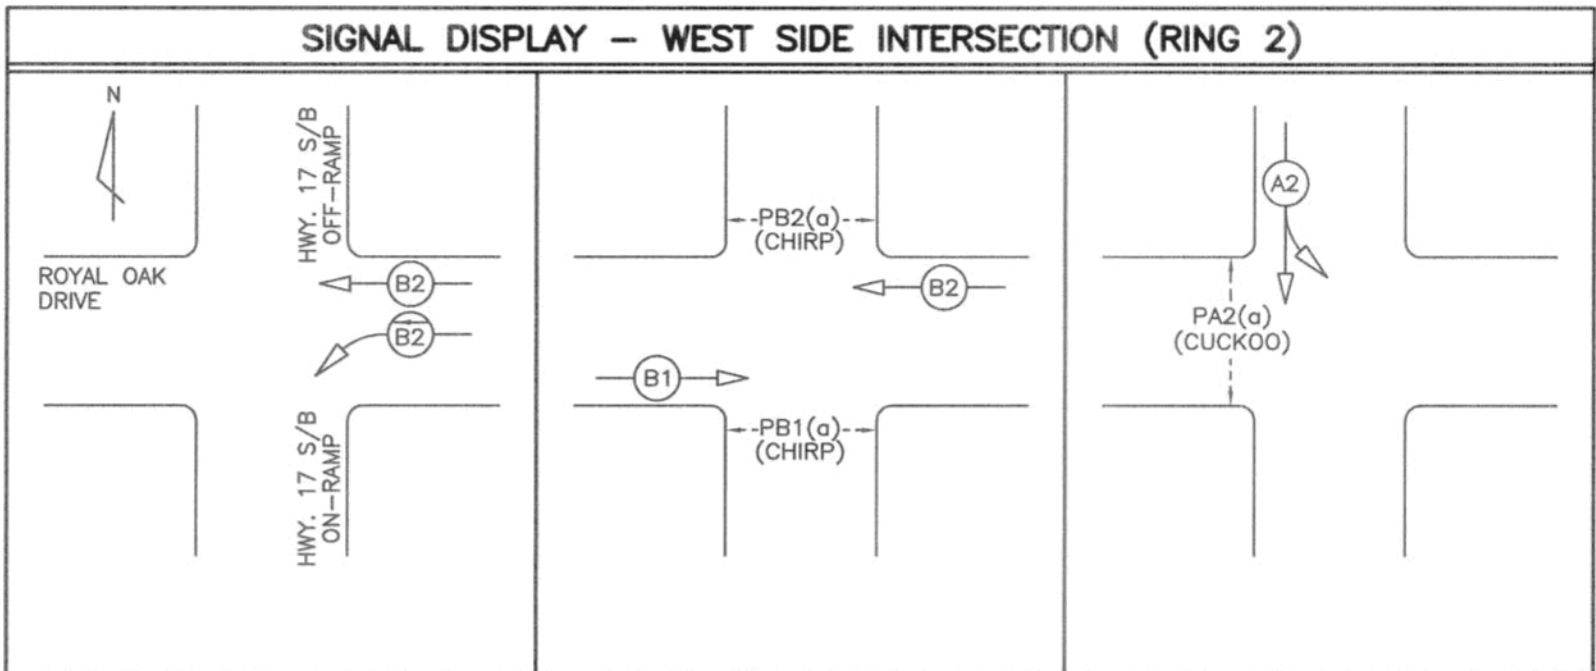 SIGNAL DISPLAY – WEST SIDE INTERSECTION (RING 2)
N
HWY. 17 S/B
OFF-RAMP
ROYAL OAK
DRIVE
B2
B2
HWY. 17 S/B
ON-RAMP
PB2(a)
(CHIRP)
B2
B1
PB1(a)
(CHIRP)
A2
PA2(a)
(CUCKOO)